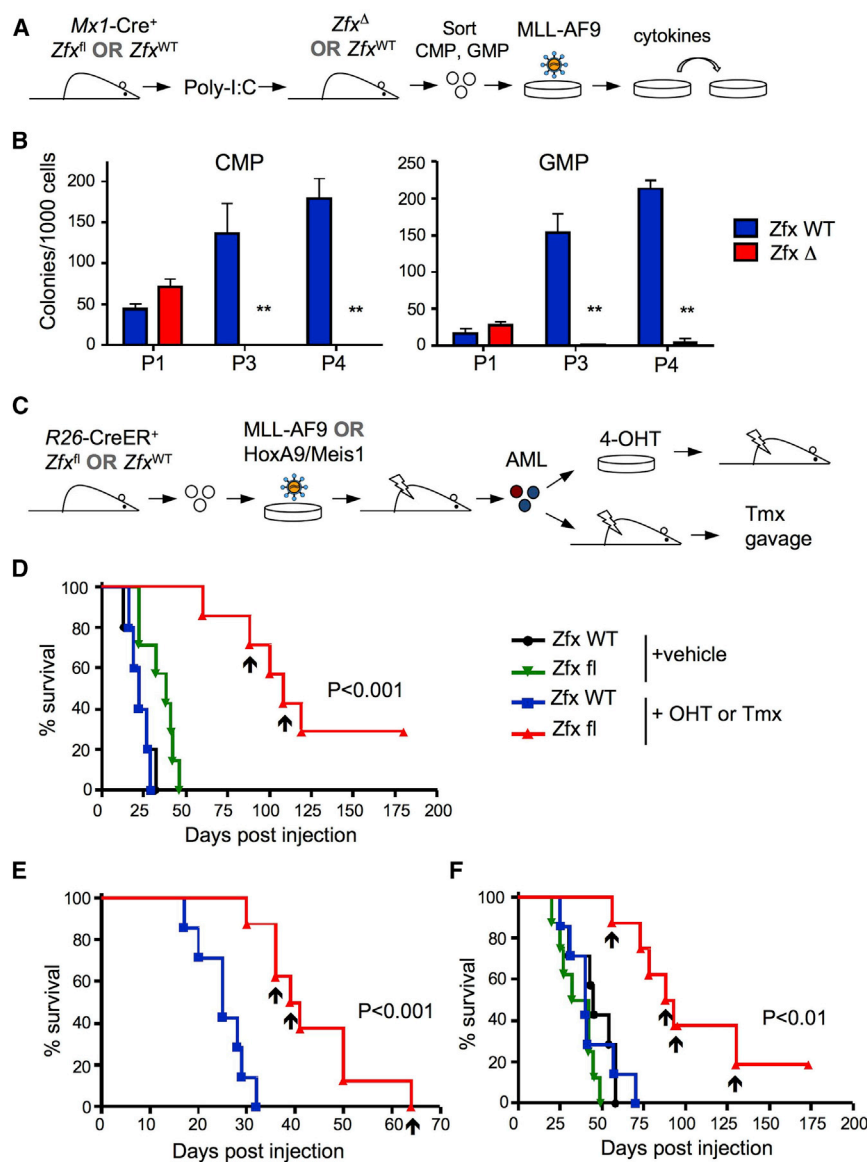 A
Mx1-Cre+
Zfxfl OR ZfxWT
Poly-I:C
ZfxΔ
OR ZfxWT
Sort
CMP, GMP
MLL-AF9
cytokines
B
CMP
GMP
Colonies/1000 cells
200
150
100
50
0
P1
P3
P4
**
**
250
200
150
100
50
0
P1
P3
P4
**
**
Zfx WT
Zfx Δ
C
R26-CreER+
Zfxfl OR ZfxWT
MLL-AF9 OR
HoxA9/Meis1
AML
4-OHT
Tmx
gavage
D
% survival
100
80
60
40
20
0
0
25
50
75
100
125
150
175
200
Days post injection
P<0.001
Zfx WT
Zfx fl
+vehicle
Zfx WT
Zfx fl
+ OHT or Tmx
E
% survival
100
80
60
40
20
0
0
10
20
30
40
50
60
70
Days post injection
P<0.001
F
% survival
100
80
60
40
20
0
0
25
50
75
100
125
150
175
200
Days post injection
P<0.01